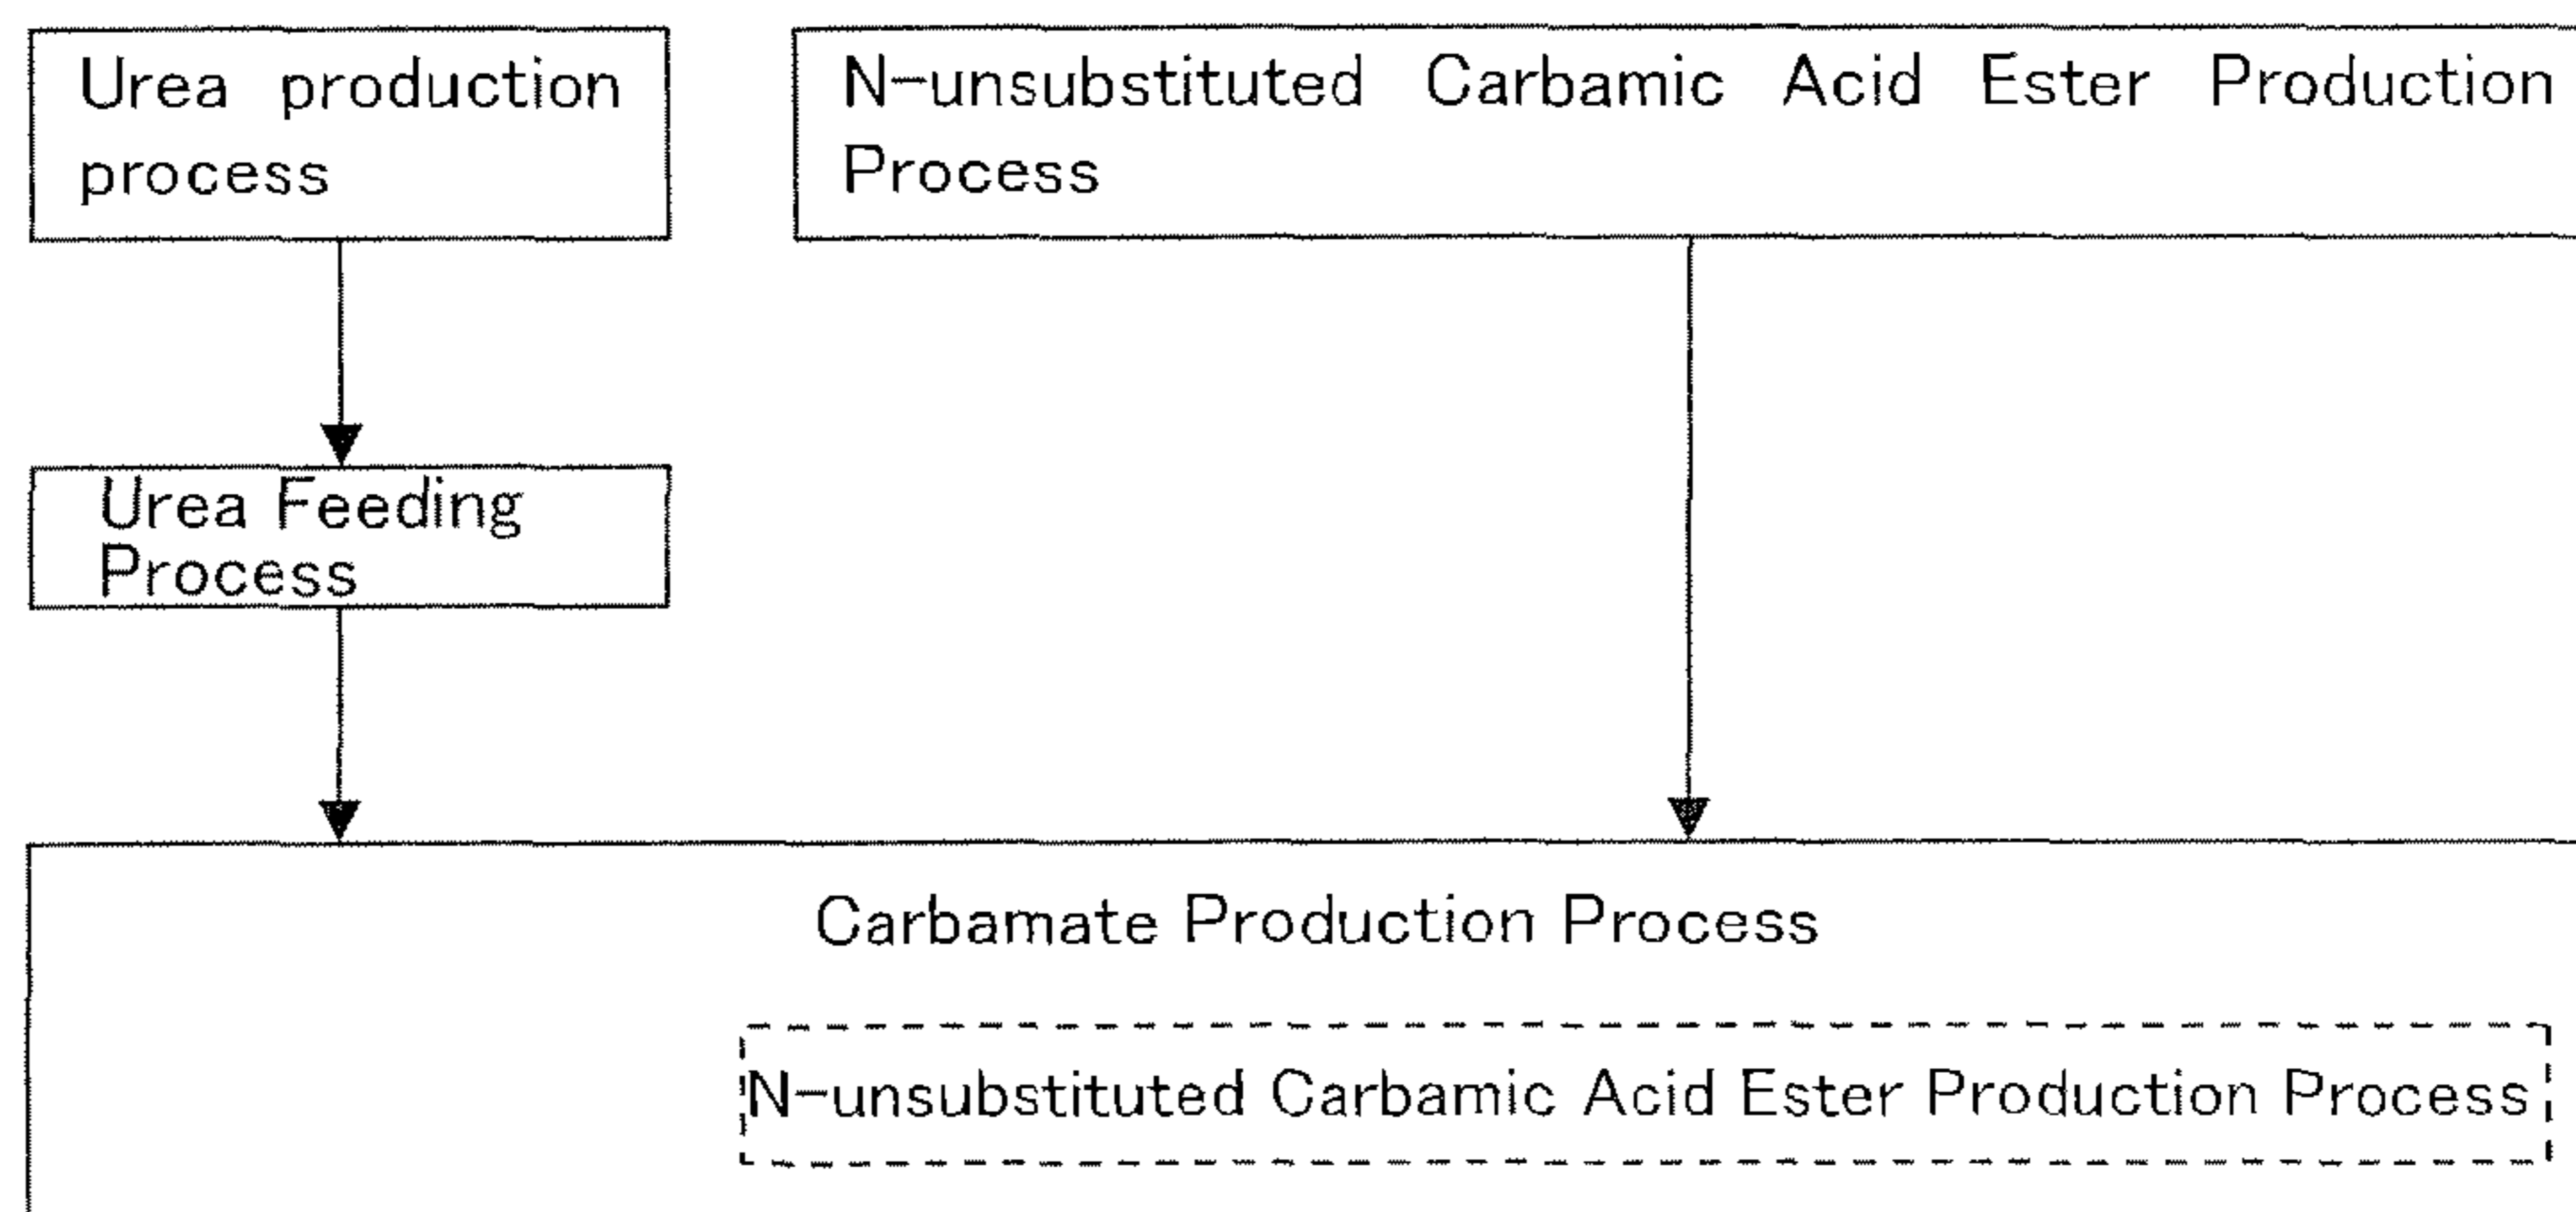 Urea production
process
N-unsubstituted Carbamic Acid Ester Production
Process
Urea Feeding
Process
Carbamate Production Process
N-unsubstituted Carbamic Acid Ester Production Process